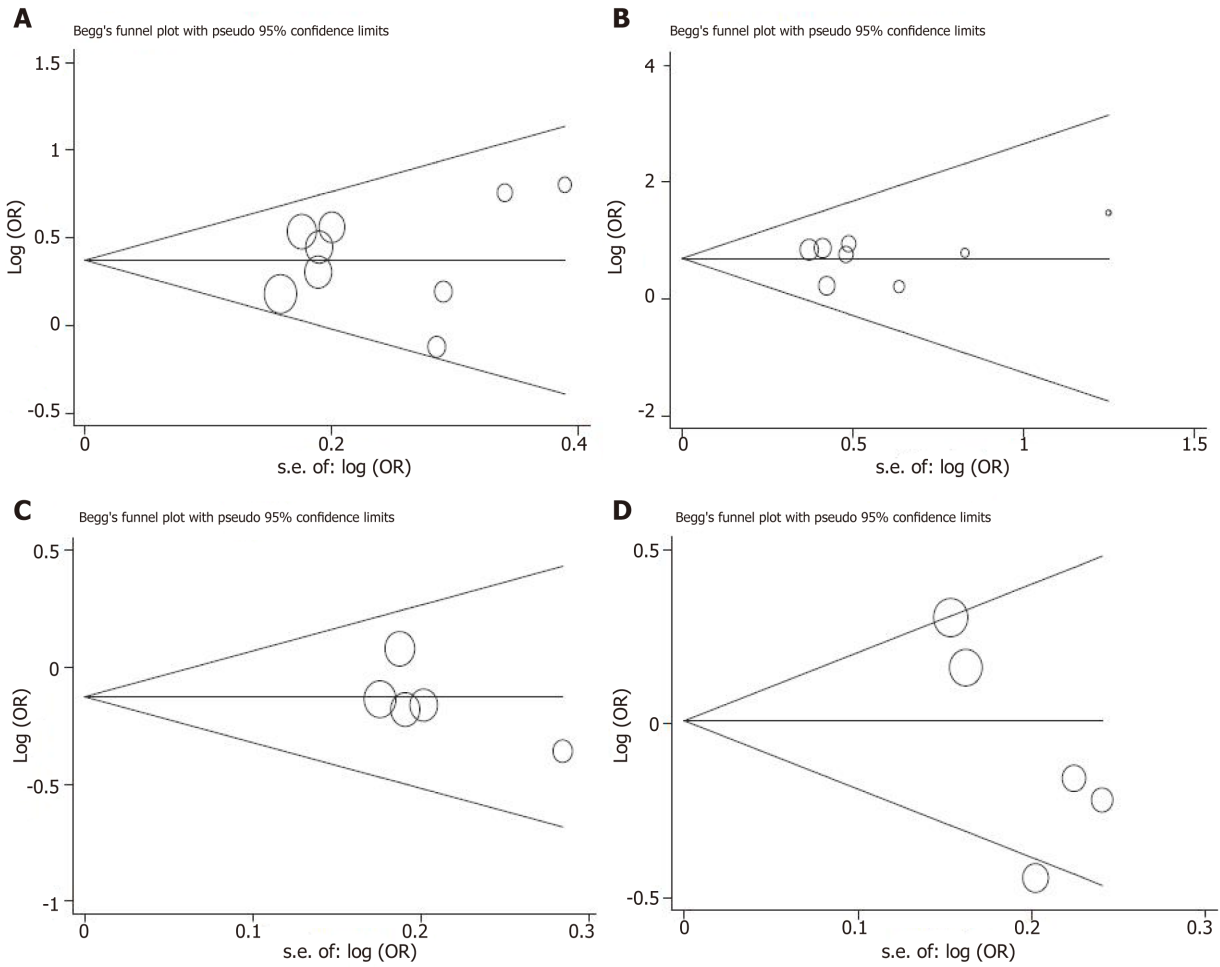 A
Begg's funnel plot with pseudo 95% confidence limits
1.5
1
0.5
0
-0.5
Log (OR)
0
0.2
0.4
s.e. of: log (OR)
B
Begg's funnel plot with pseudo 95% confidence limits
4
2
0
-2
Log (OR)
0
0.5
1
1.5
s.e. of: log (OR)
C
Begg's funnel plot with pseudo 95% confidence limits
0.5
0
-0.5
-1
Log (OR)
0
0.1
0.2
0.3
s.e. of: log (OR)
D
Begg's funnel plot with pseudo 95% confidence limits
0.5
0
-0.5
Log (OR)
0
0.1
0.2
0.3
s.e. of: log (OR)